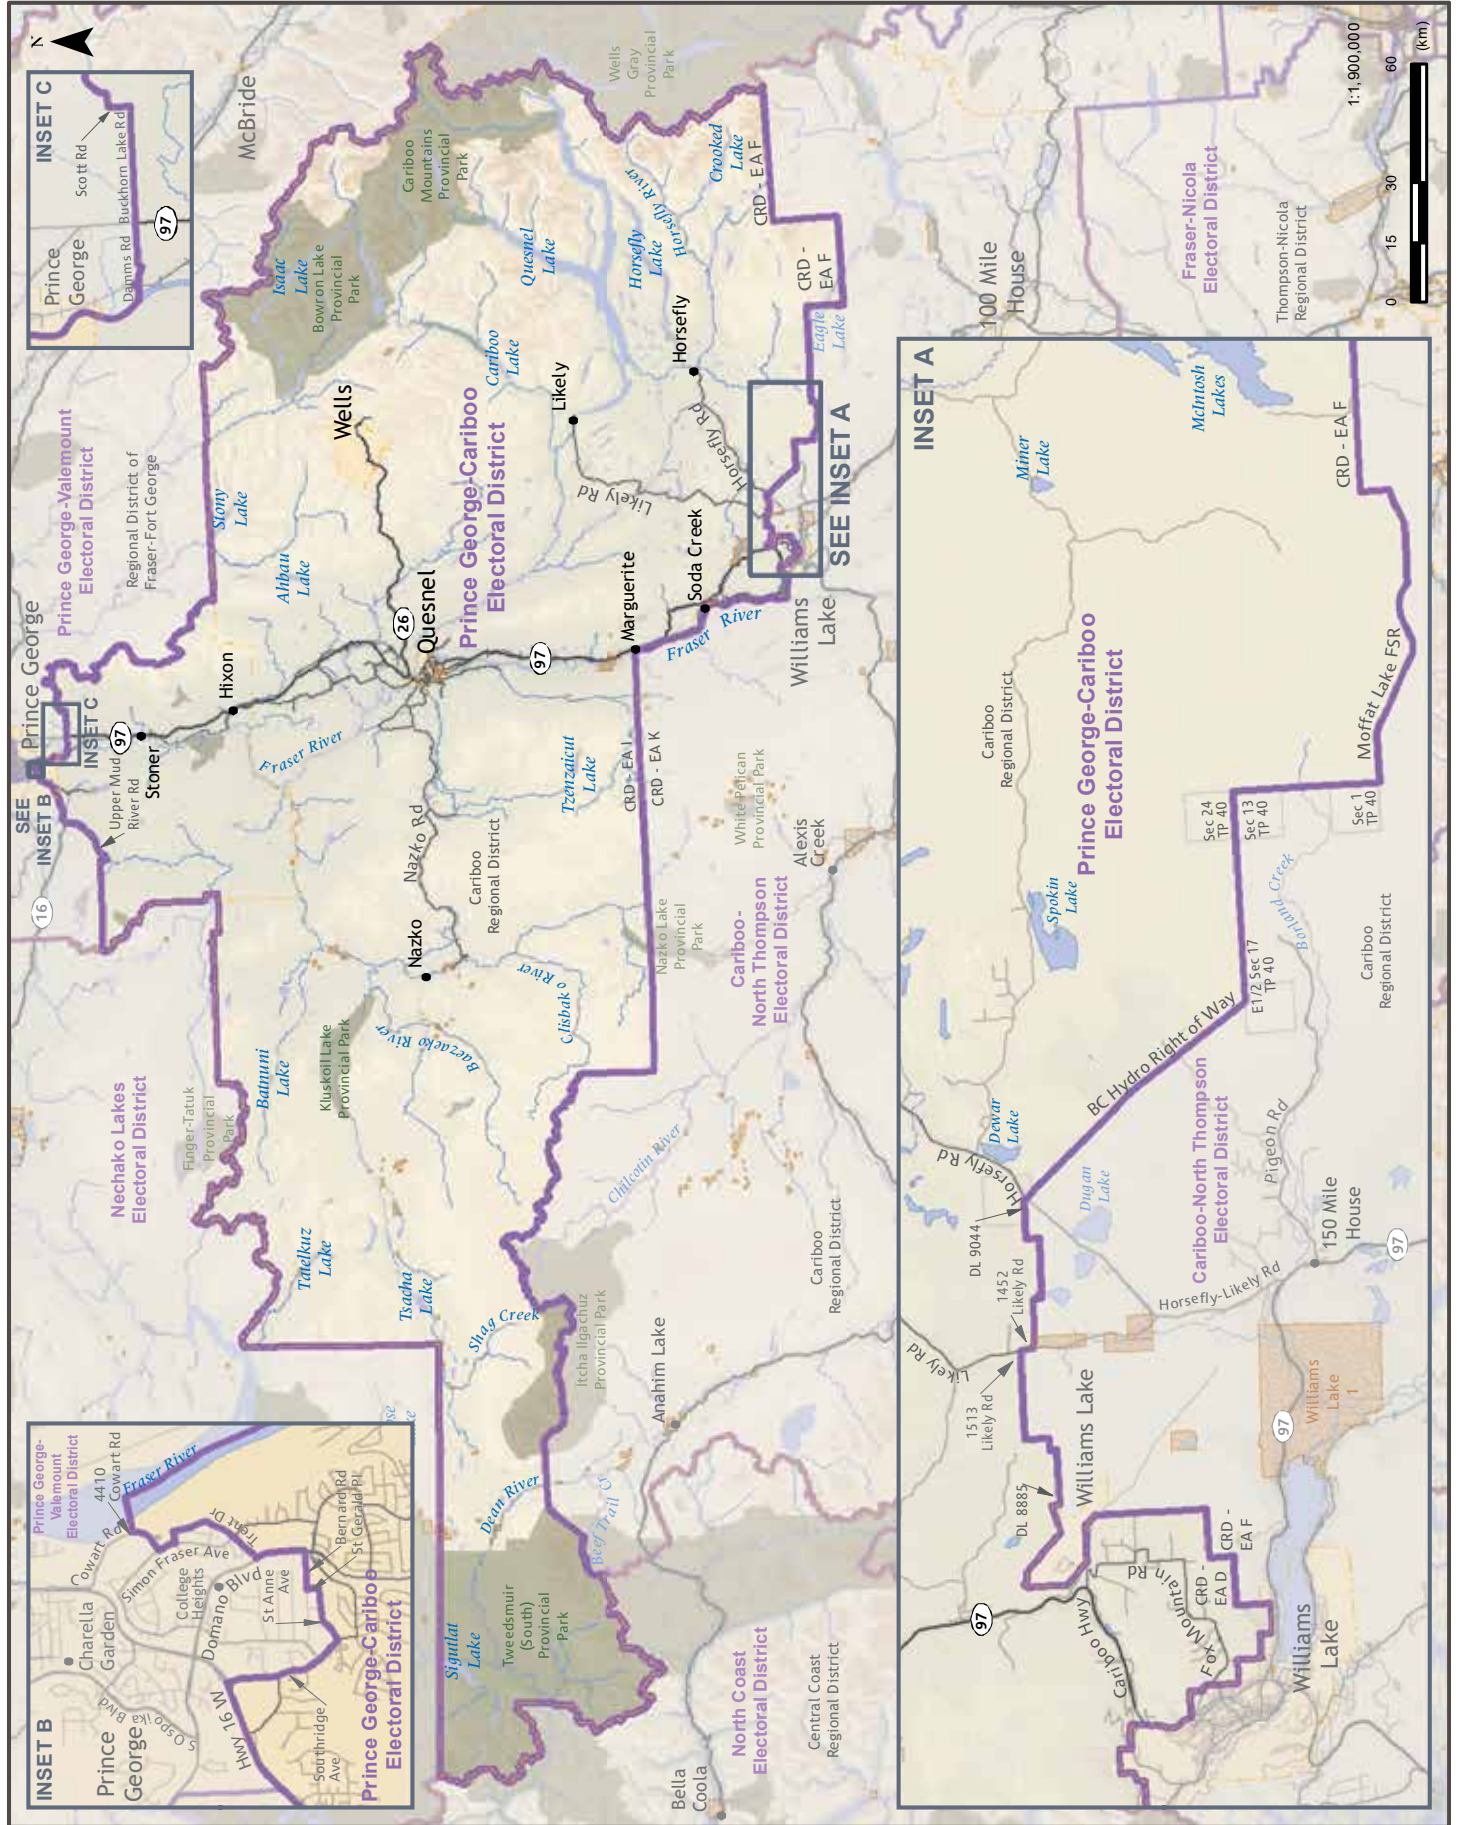 INSET B
Prince George-
Valemount
Electoral District
4410
Cowart Rd
Fraser River
Cowart Rd
Trent Dr
Simon Fraser Ave
Charella
Garden
College
Heights
Domano Blvd
St Anne
Ave
Bernard Rd
St Gerald Pl
S Ospika Blvd
Prince
George
Hwy 16 W
Southridge
Ave
Prince George-Cariboo
Electoral District
Nechako Lakes
Electoral District
Finger-Tatuk
Provincial
Park
16
SEE
INSET B
Prince George
INSET C
97
Upper Mud
River Rd
Stoner
Prince George-Valemount
Electoral District
Regional District of
Fraser-Fort George
INSET C
Prince
George
Scott Rd
Damms Rd
Buckhorn Lake Rd
97
N
McBride
Hixon
Stony
Lake
Ahbau
Lake
Isaac
Lake
Bowron Lake
Provincial
Park
Cariboo
Mountains
Provincial
Park
Wells
Gray
Provincial
Park
Batnuni
Lake
Tatelkuz
Lake
Kluskoil Lake
Provincial Park
Tsacha
Lake
Fraser River
Wells
26
Quesnel
Nazko Rd
Nazko
Baezaeko River
Clisbako River
Cariboo
Regional District
Prince George-Cariboo
Electoral District
Cariboo
Lake
Quesnel
Lake
Likely
Likely Rd
Horsefly
Lake
Horsefly River
Horsefly
Horsefly Rd
Crooked
Lake
CRD - EA F
CRD -
EA F
Eagle
Lake
97
Tzenzaicut
Lake
CRD - EA I
CRD - EA K
Marguerite
Soda Creek
Fraser River
Williams
Lake
SEE INSET A
Shag Creek
Dean River
Sigutlat
Lake
Tweedsmuir
(South)
Provincial
Park
Beef Trail Cr
Itcha Ilgachuz
Provincial Park
Anahim Lake
Chilcotin River
Nazko Lake
Provincial
Park
White Pelican
Provincial Park
Alexis
Creek
Cariboo-
North Thompson
Electoral District
Cariboo
Regional District
Bella
Coola
North Coast
Electoral District
Central Coast
Regional District
100 Mile
House
Fraser-Nicola
Electoral District
Thompson-Nicola
Regional District
1:1,900,000
0
15
30
60
(km)
INSET A
Likely Rd
Horsefly Rd
DL 8885
1513
Likely Rd
1452
Likely Rd
DL 9044
Dewar
Lake
Dugan
Lake
Spokin
Lake
Cariboo
Regional District
Prince George-Cariboo
Electoral District
Miner
Lake
McIntosh
Lakes
CRD - EA F
97
Williams Lake
BC Hydro Right of Way
Cariboo-North Thompson
Electoral District
Horsefly-Likely Rd
Pigeon Rd
150 Mile
House
97
E1/2 Sec 17
TP 40
Borland Creek
Sec 24
TP 40
Sec 13
TP 40
Sec 1
TP 40
Moffat Lake FSR
Cariboo
Regional District
Cariboo Hwy
Fox Mountain Rd
CRD -
EA D
CRD -
EA F
Williams
Lake
97
Williams
Lake
1